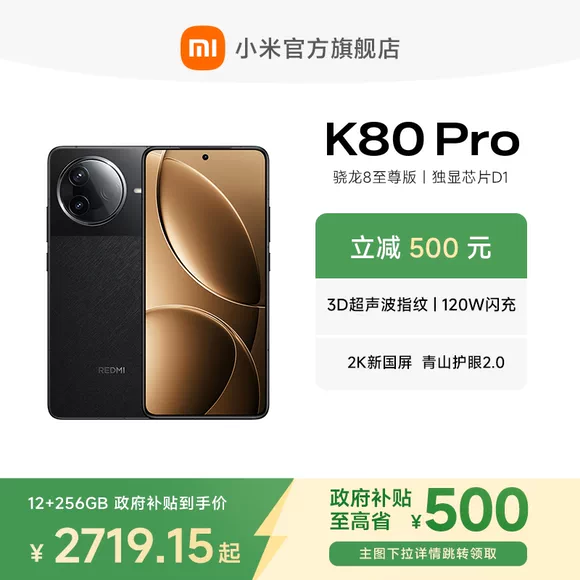 小米官方旗舰店
K80 Pro
骁龙8至尊版 | 独显芯片D1
立减 500 元
3D超声波指纹 | 120W闪充
2K新国屏 青山护眼2.0
REDMI
12+256GB 政府补贴到手价
¥ 2719.15起
政府补贴
至高省 ¥500
主图下拉详情跳转领取